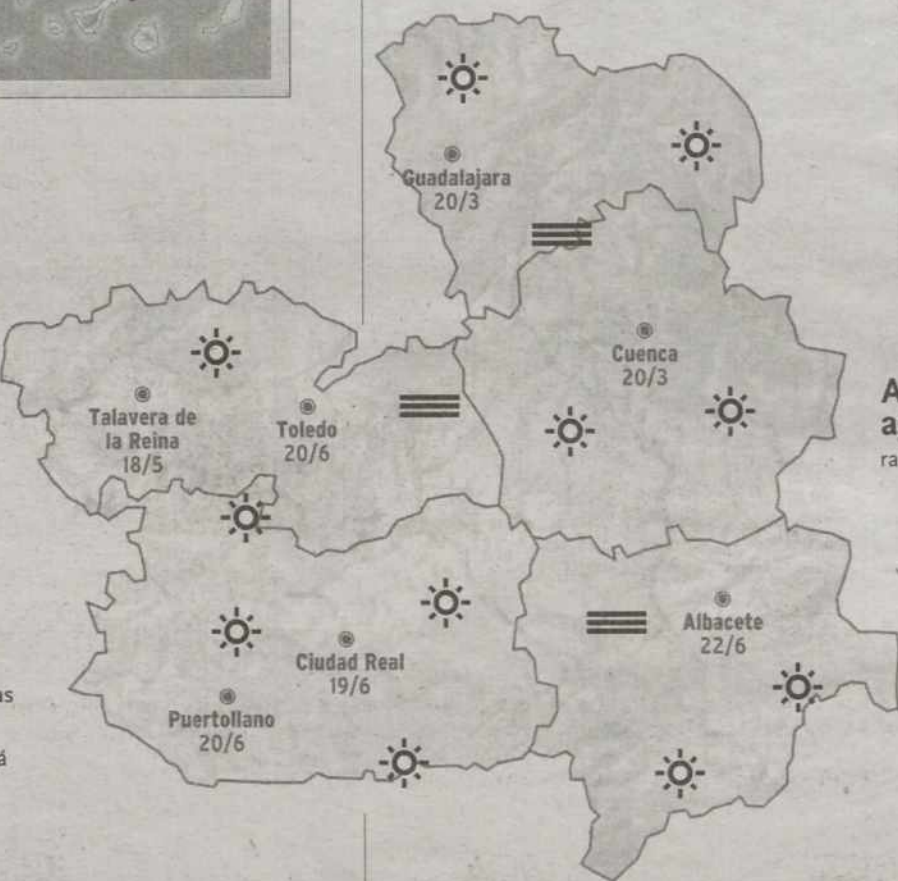 Guadalajara
20/3
Cuenca
20/3
Talavera de
la Reina
18/5
Toledo
20/6
Albacete
22/6
Ciudad Real
19/6
Puertollano
20/6